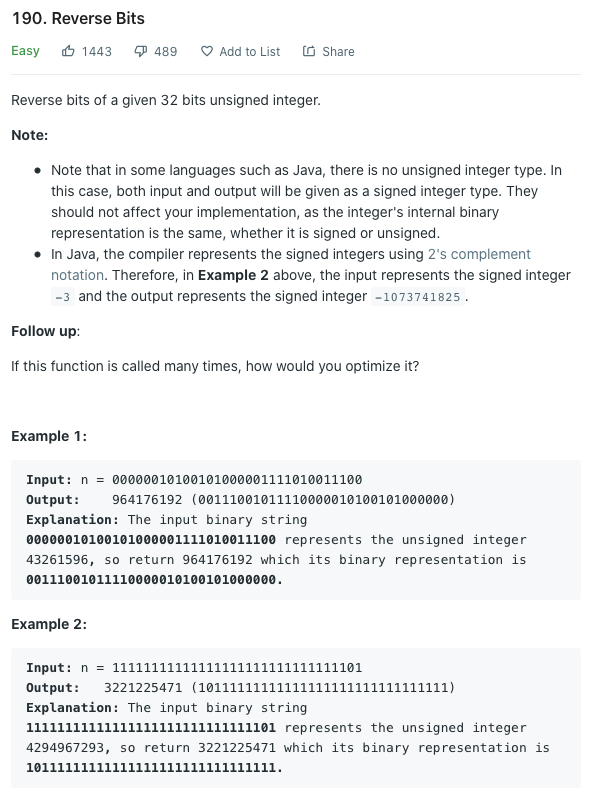 190. Reverse Bits
Easy 1443 489 Add to List Share
Reverse bits of a given 32 bits unsigned integer.
Note:
• Note that in some languages such as Java, there is no unsigned integer type. In
this case, both input and output will be given as a signed integer type. They
should not affect your implementation, as the integer's internal binary
representation is the same, whether it is signed or unsigned.
• In Java, the compiler represents the signed integers using 2's complement
notation. Therefore, in Example 2 above, the input represents the signed integer
-3 and the output represents the signed integer -1073741825.
Follow up:
If this function is called many times, how would you optimize it?
Example 1:
Input: n = 00000010100101000001111010011100
Output: 964176192 (00111001011110000010100101000000)
Explanation: The input binary string
00000010100101000001111010011100 represents the unsigned integer
43261596, so return 964176192 which its binary representation is
00111001011110000010100101000000.
Example 2:
Input: n = 11111111111111111111111111111101
Output: 3221225471 (10111111111111111111111111111111)
Explanation: The input binary string
11111111111111111111111111111101 represents the unsigned integer
4294967293, so return 3221225471 which its binary representation is
10111111111111111111111111111111.